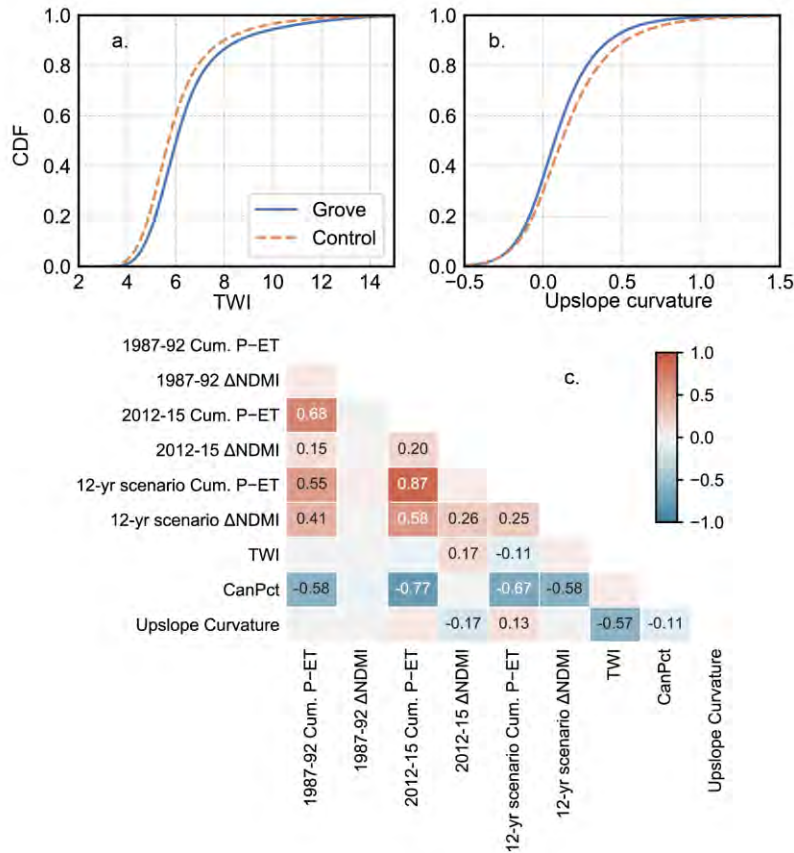 a.
b.
CDF
1.0
0.8
0.6
0.4
0.2
0.0
Grove
Control
2 4 6 8 10 12 14
TWI
1.0
0.8
0.6
0.4
0.2
0.0
−0.5 0.0 0.5 1.0 1.5
Upslope curvature
c.
1987-92 Cum. P−ET
1987-92 ΔNDMI
2012-15 Cum. P−ET 0.68
2012-15 ΔNDMI 0.15 0.20
12-yr scenario Cum. P−ET 0.55 0.87
12-yr scenario ΔNDMI 0.41 0.58 0.26 0.25
TWI 0.17 -0.11
CanPct -0.58 -0.77 -0.67 -0.58
Upslope Curvature -0.17 0.13 -0.57 -0.11
1987-92 Cum. P−ET
1987-92 ΔNDMI
2012-15 Cum. P−ET
2012-15 ΔNDMI
12-yr scenario Cum. P−ET
12-yr scenario ΔNDMI
TWI
CanPct
Upslope Curvature
1.0
0.5
0.0
−0.5
−1.0